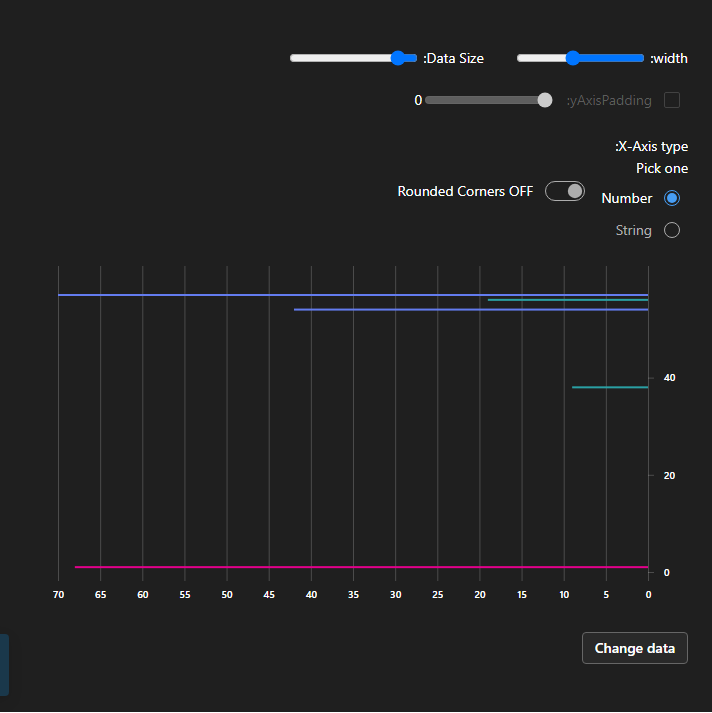 :width
:Data Size
:yAxisPadding
0
:X-Axis type
Pick one
Number
Rounded Corners OFF
String
40
20
0
70 65 60 55 50 45 40 35 30 25 20 15 10 5 0
Change data